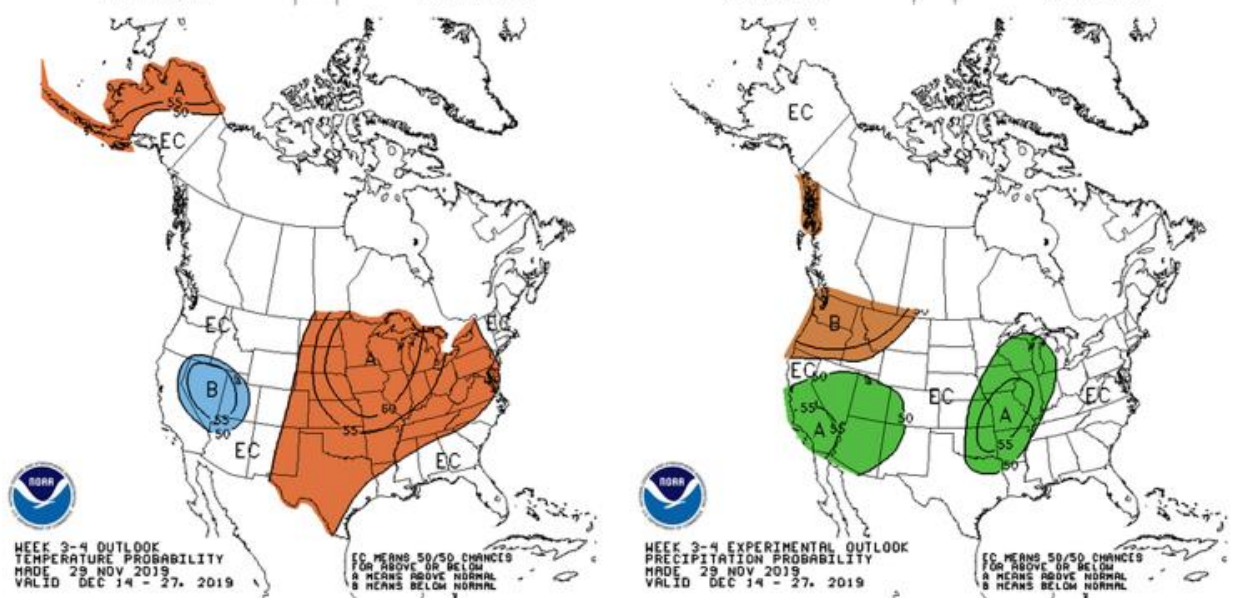 A
55
50
EC
EC
B
55
50
EC
A
60
55
EC
EC
NOAA
WEEK 3-4 OUTLOOK
TEMPERATURE PROBABILITY
MADE 29 NOV 2019
VALID DEC 14 - 27, 2019
EC MEANS 50/50 CHANCES
FOR ABOVE OR BELOW
A MEANS ABOVE NORMAL
B MEANS BELOW NORMAL
EC
B
50
EC
50
55
A
55
50
EC
A
55
50
EC
NOAA
WEEK 3-4 EXPERIMENTAL OUTLOOK
PRECIPITATION PROBABILITY
MADE 29 NOV 2019
VALID DEC 14 - 27, 2019
EC MEANS 50/50 CHANCES
FOR ABOVE OR BELOW
A MEANS ABOVE NORMAL
B MEANS BELOW NORMAL